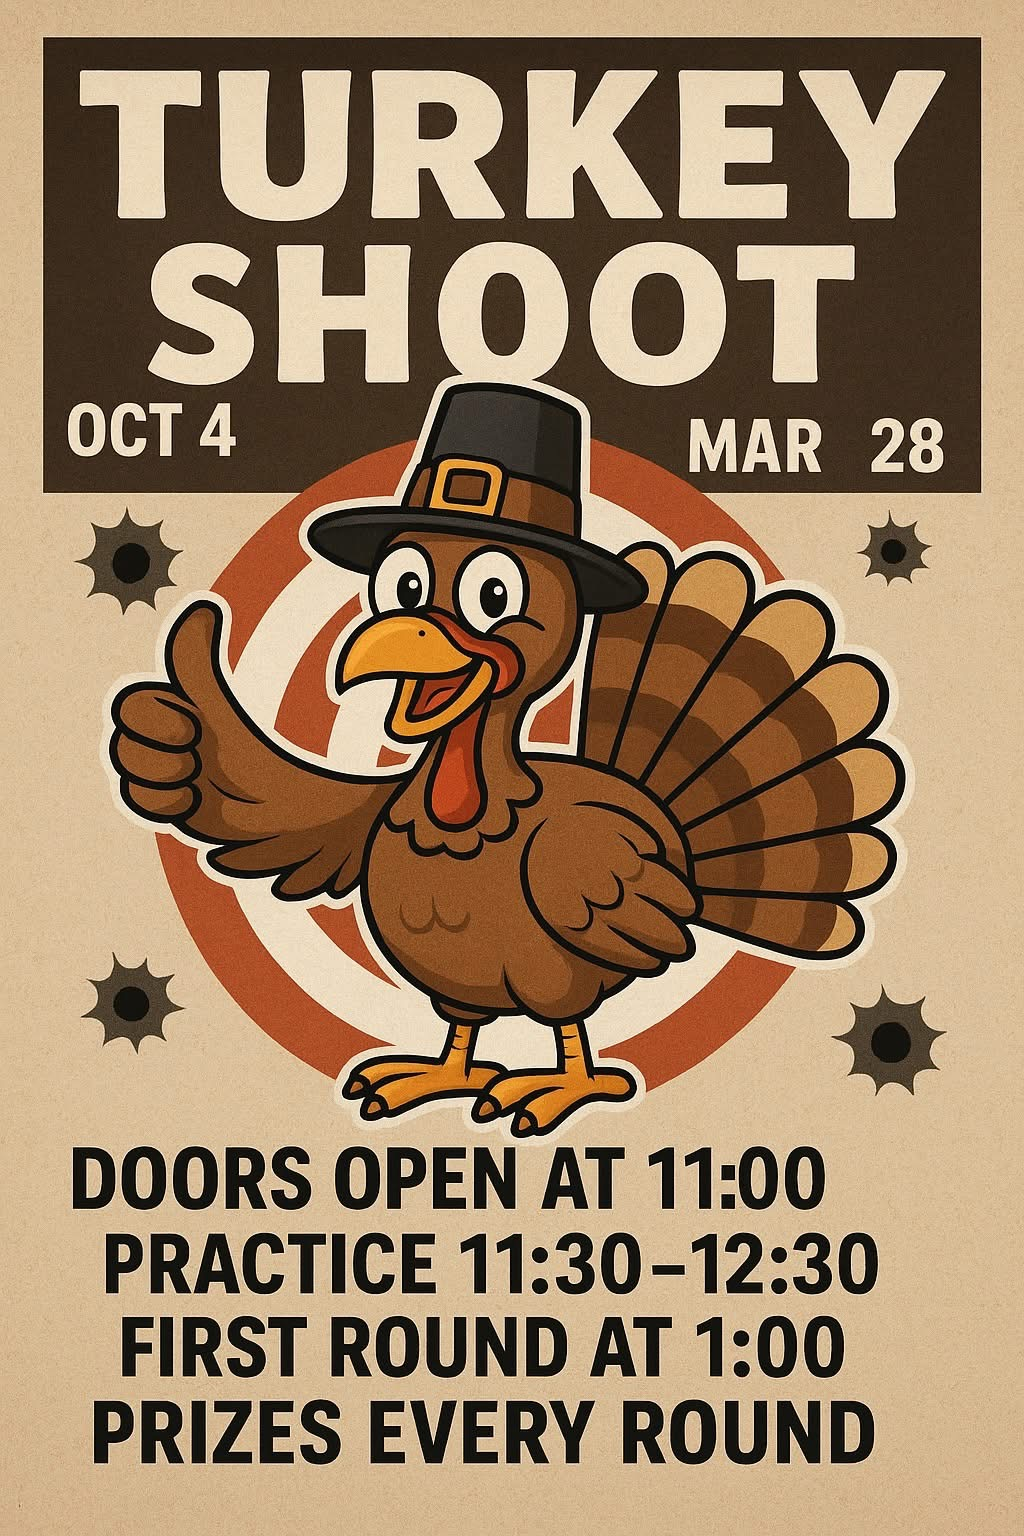 TURKEY
SHOOT
OCT 4
MAR 28
DOORS OPEN AT 11:00
PRACTICE 11:30–12:30
FIRST ROUND AT 1:00
PRIZES EVERY ROUND